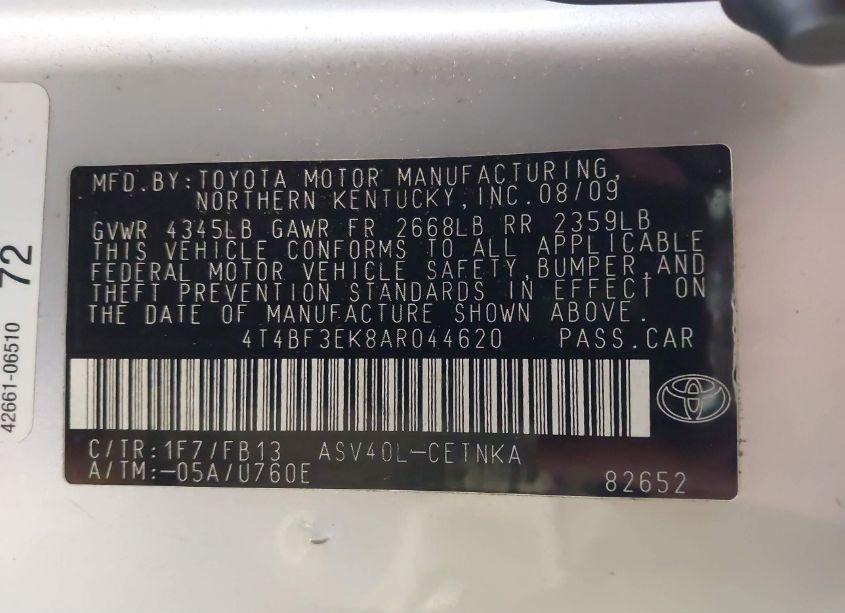 MFD.BY:TOYOTA MOTOR MANUFACTURING,
NORTHERN KENTUCKY,INC.08/09
GVWR 4345LB GAWR FR 2668LB RR 2359LB
THIS VEHICLE CONFORMS TO ALL APPLICABLE
FEDERAL MOTOR VEHICLE SAFETY,BUMPER,AND
THEFT PREVENTION STANDARDS IN EFFECT ON
THE DATE OF MANUFACTURE SHOWN ABOVE.
4T4BF3EK8AR044620 PASS.CAR
C/TR:1F7/FB13 ASV40L-CETNKA
A/TM:-05A/U760E
82652
42661-06510 72